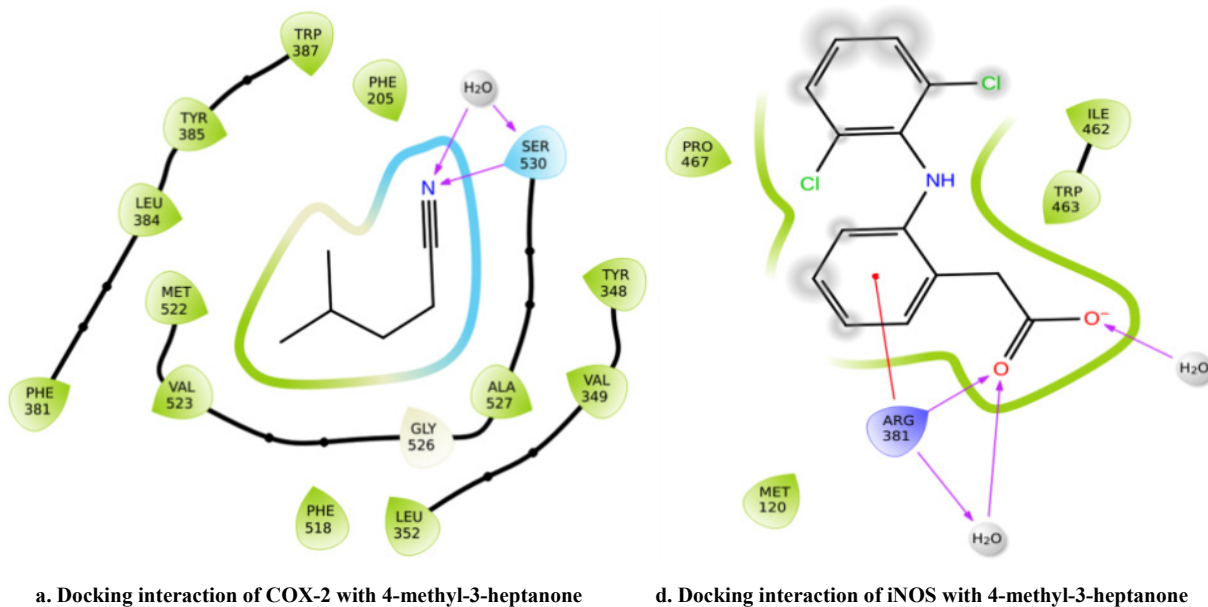 TRP
387
PHE
205
H₂O
TYR
385
SER
530
N
LEU
384
MET
522
TYR
348
PHE
381
VAL
523
ALA
527
VAL
349
GLY
526
PHE
518
LEU
352
a. Docking interaction of COX-2 with 4-methyl-3-heptanone
Cl
ILE
462
PRO
467
Cl
NH
TRP
463
O⁻
O
H₂O
ARG
381
MET
120
H₂O
d. Docking interaction of iNOS with 4-methyl-3-heptanone